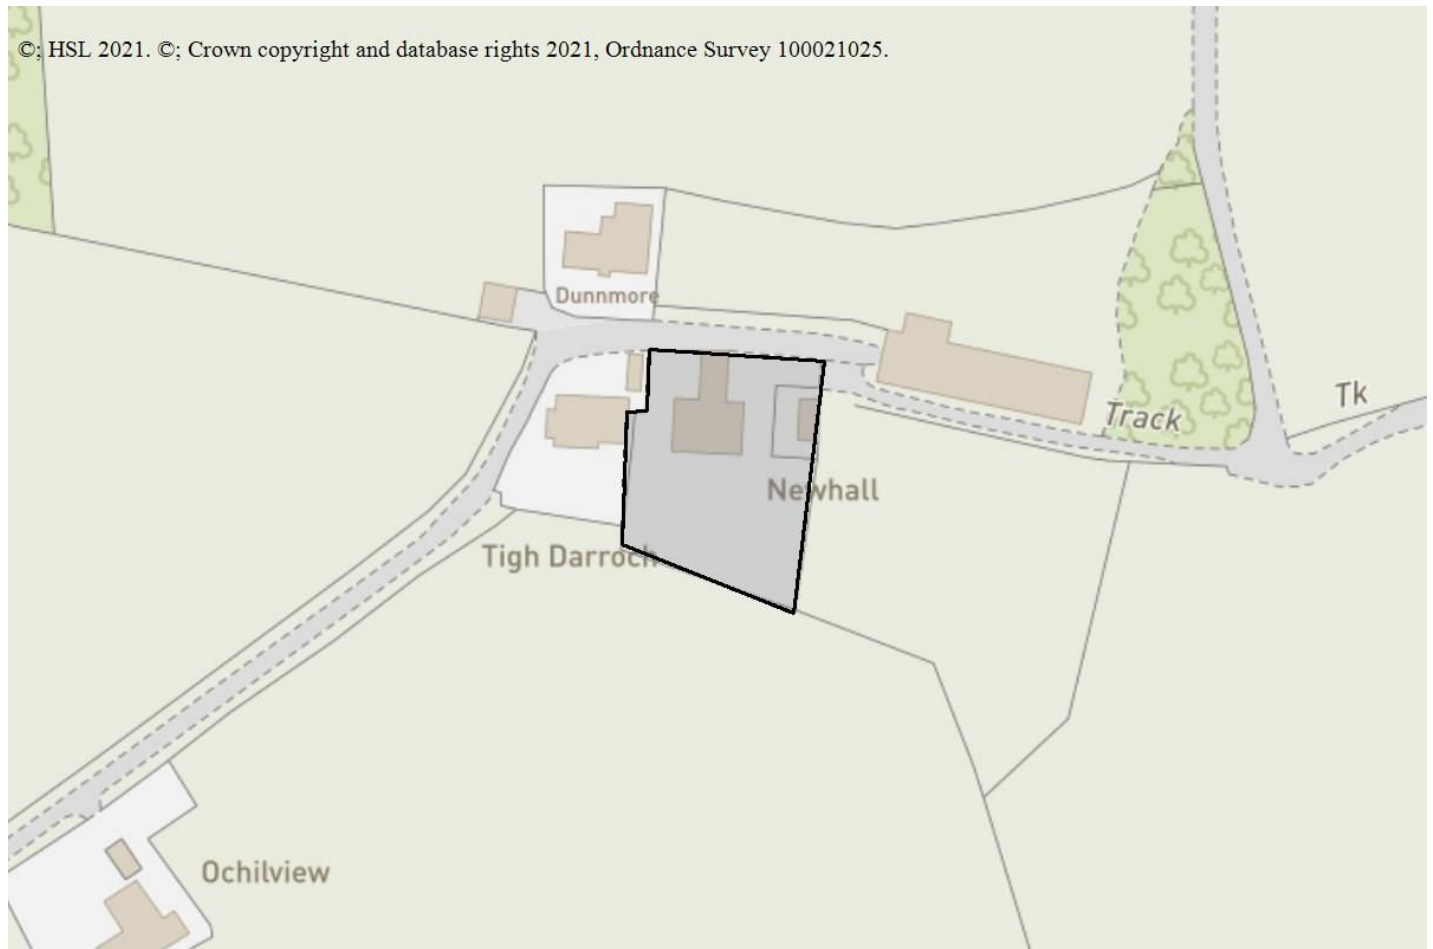 ©; HSL 2021. ©; Crown copyright and database rights 2021, Ordnance Survey 100021025.
Dunnmore
Tk
Track
Newhall
Tigh Darroch
Ochilview